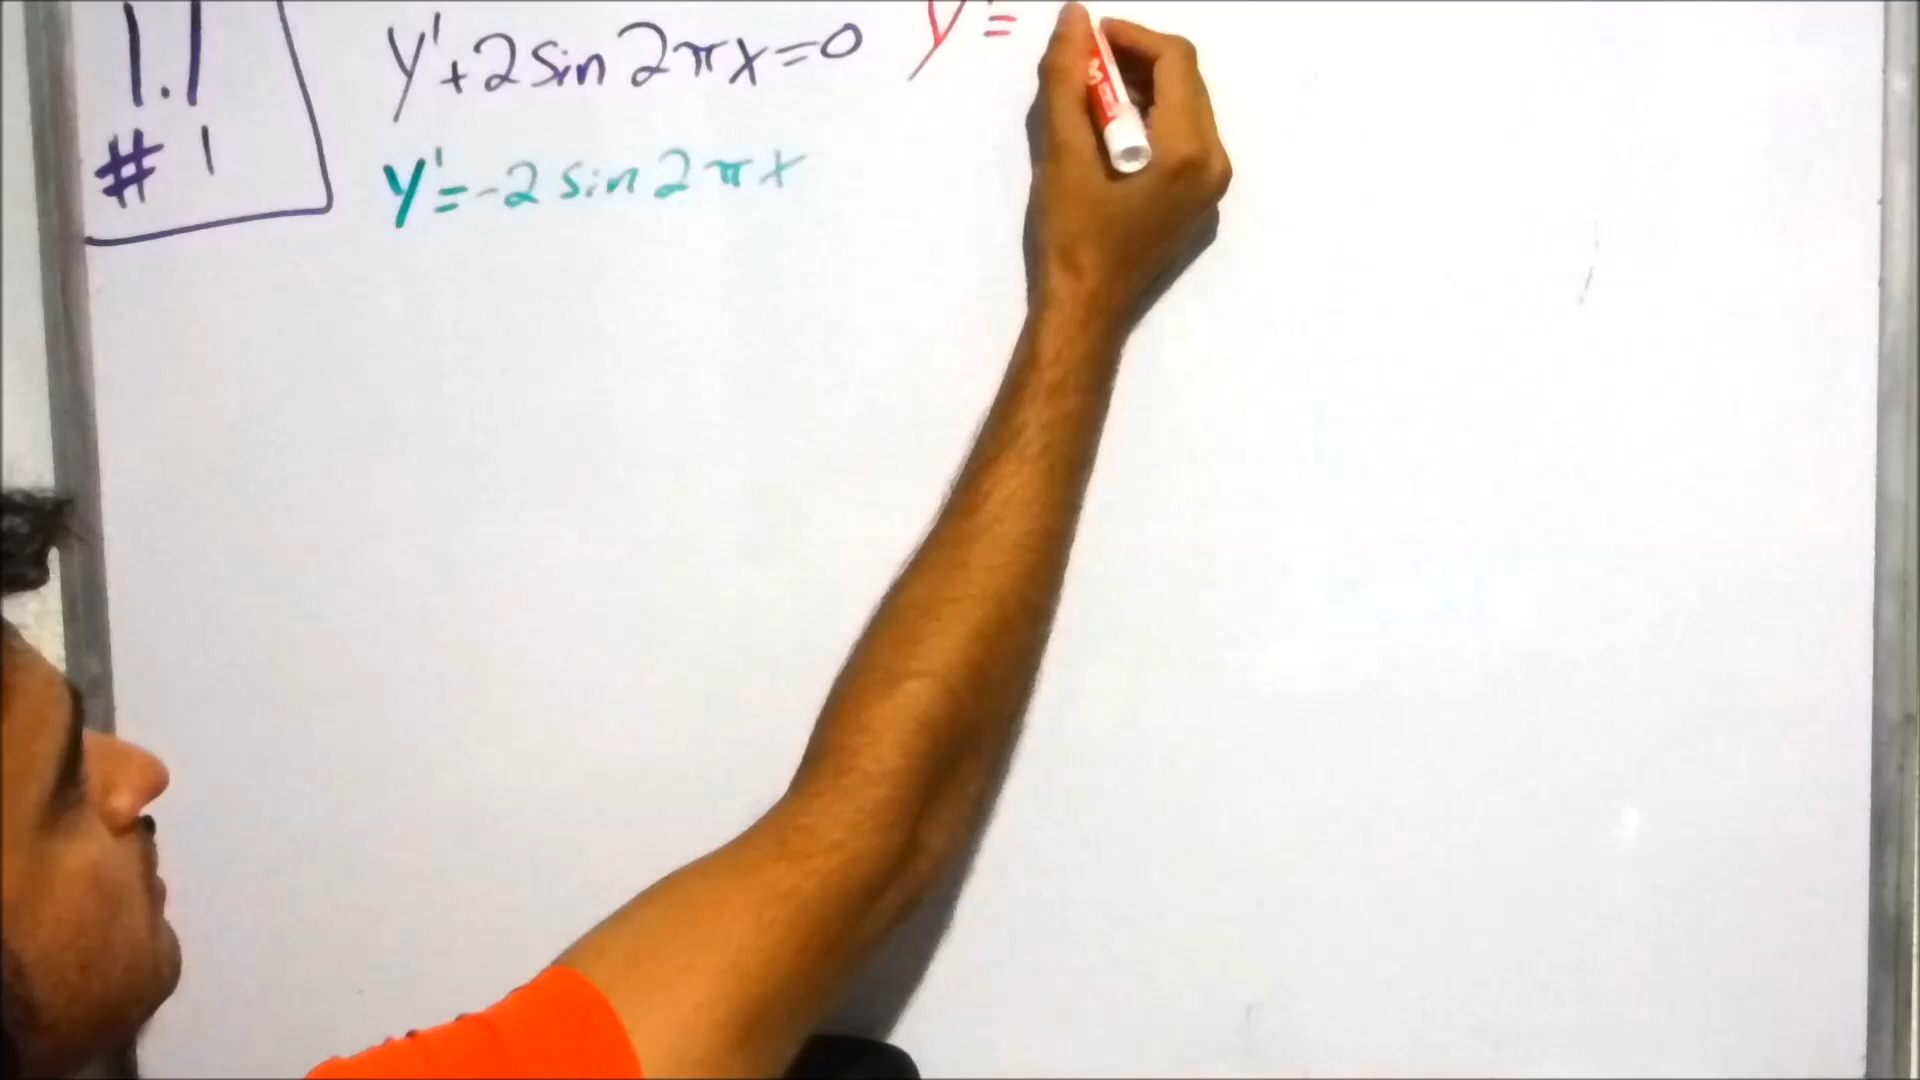 1.1
# 1
y'+2sin2πx=0
y'=-2sin2πx
y'=